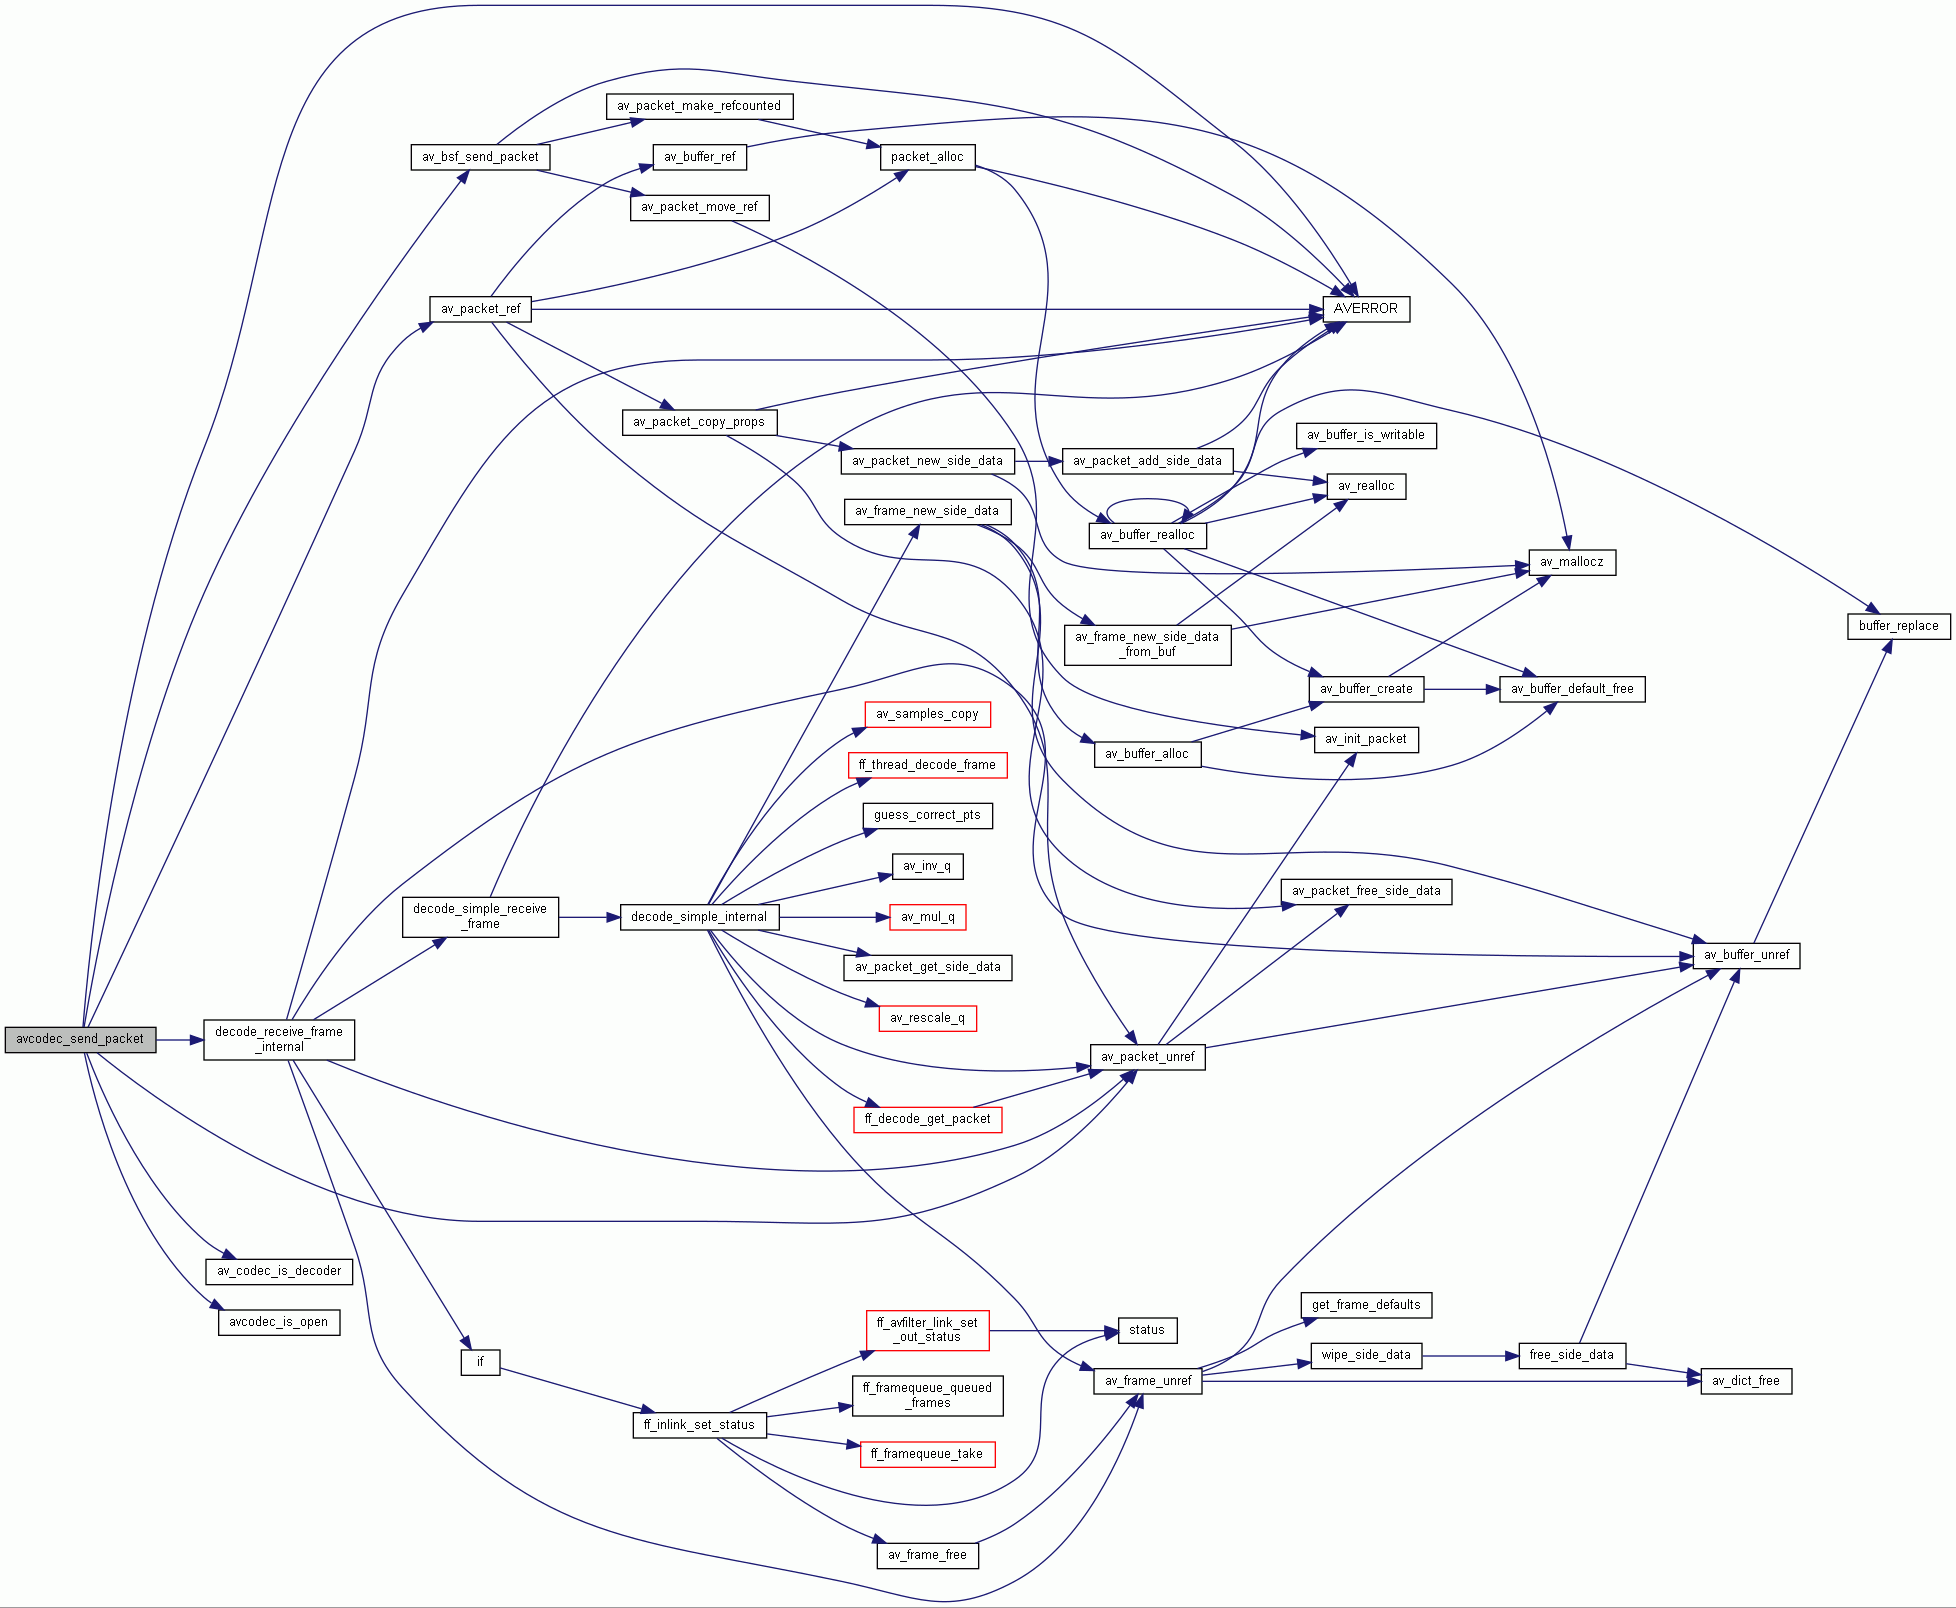 av_packet_make_refcounted
av_bsf_send_packet
av_buffer_ref
packet_alloc
av_packet_move_ref
av_packet_ref
AVERROR
av_packet_copy_props
av_buffer_is_writable
av_packet_new_side_data
av_packet_add_side_data
av_realloc
av_frame_new_side_data
av_buffer_realloc
av_mallocz
buffer_replace
av_frame_new_side_data
_from_buf
av_buffer_create
av_buffer_default_free
av_samples_copy
av_init_packet
av_buffer_alloc
ff_thread_decode_frame
guess_correct_pts
av_inv_q
av_packet_free_side_data
decode_simple_receive
_frame
decode_simple_internal
av_mul_q
av_buffer_unref
av_packet_get_side_data
av_rescale_q
avcodec_send_packet
decode_receive_frame
_internal
av_packet_unref
ff_decode_get_packet
av_codec_is_decoder
avcodec_is_open
get_frame_defaults
ff_avfilter_link_set
_out_status
status
if
wipe_side_data
free_side_data
av_frame_unref
av_dict_free
ff_framequeue_queued
_frames
ff_inlink_set_status
ff_framequeue_take
av_frame_free